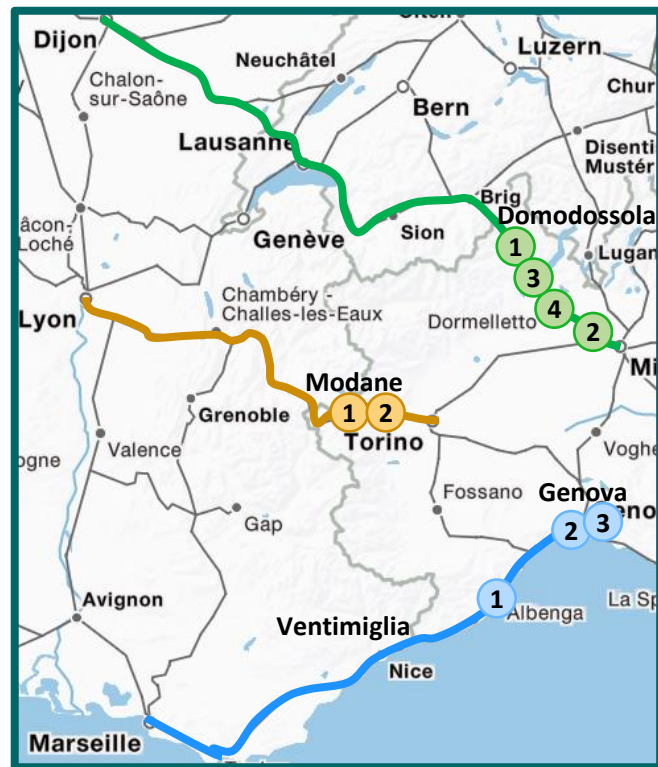 Dijon
Neuchâtel
Luzern
Chalon-
sur-Saône
Bern
Chur
Lausanne
Disenti
Mustér
Brig
Domodossola
âcon-
Loché
Genève
Sion
1
Lugan
3
Chambéry -
Challes-les-Eaux
4
Lyon
Dormelletto
2
Mi
Modane
Grenoble
1
2
Torino
Valence
Voghe
ogne
Fossano
Genova
Gap
2
3
eno
Avignon
1
Albenga
La Sp
Ventimiglia
Nice
Marseille